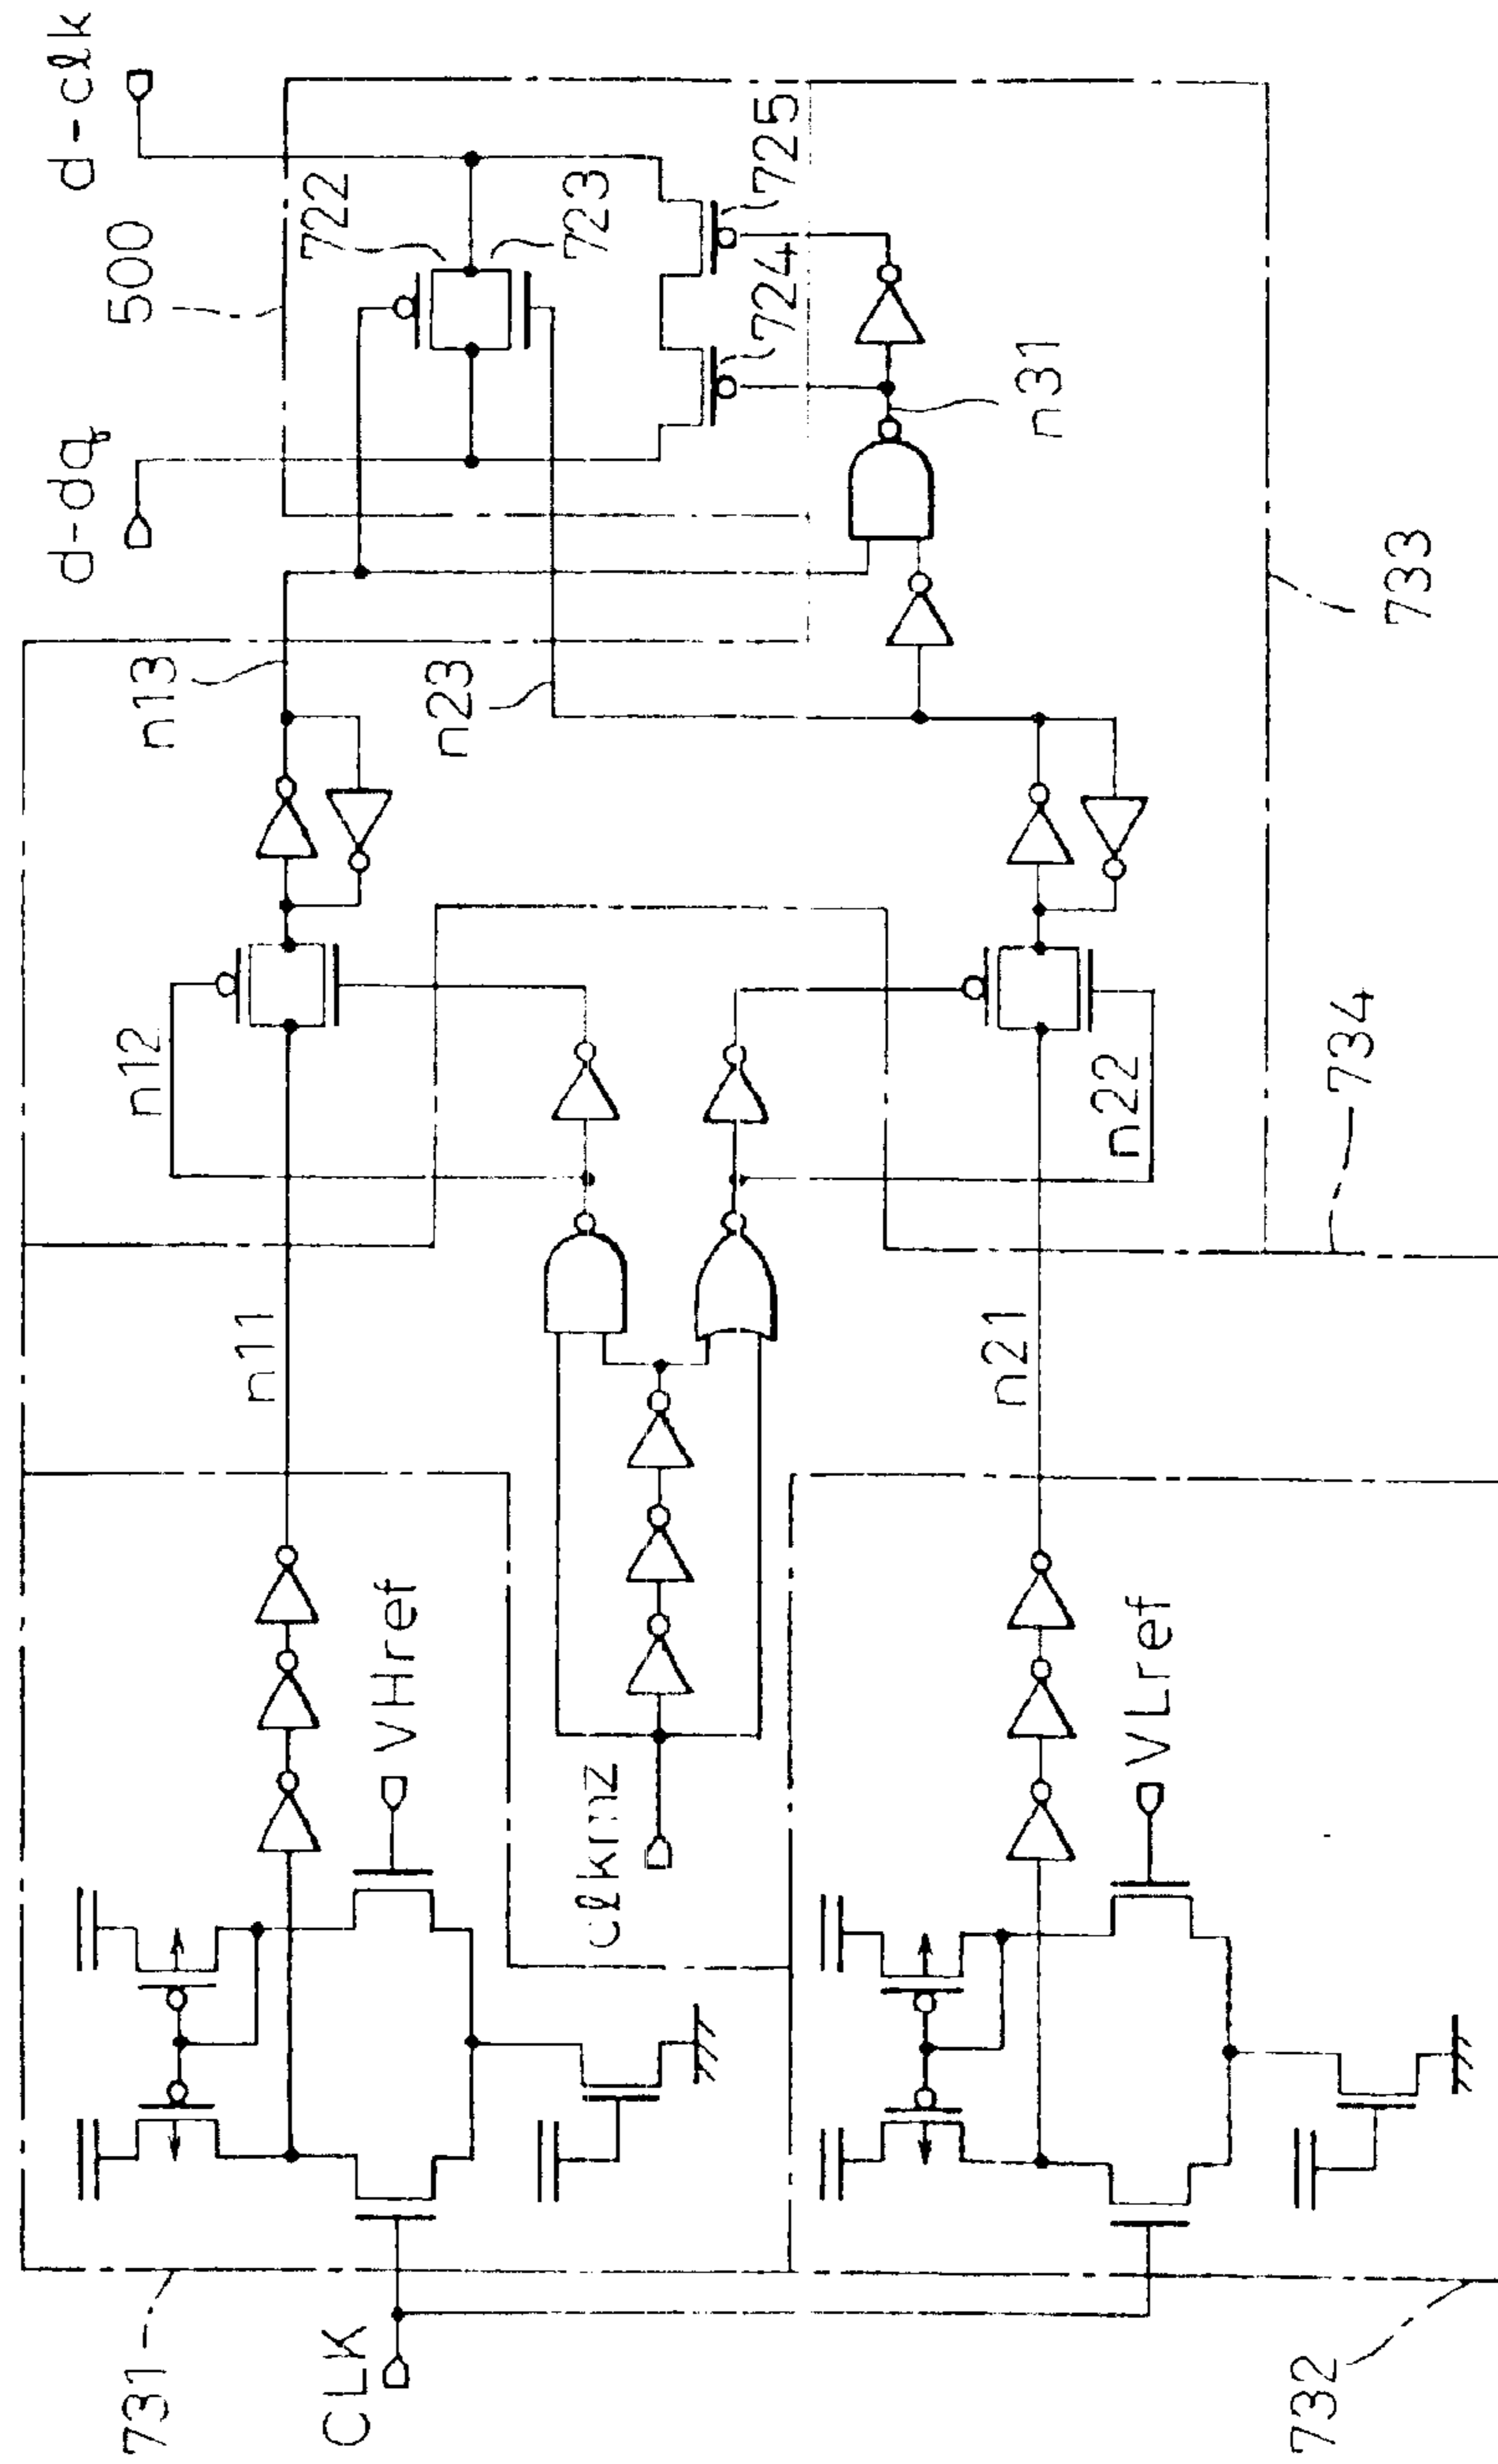 d-dq
d-clk
500
722
723
724
725
n13
n23
n31
733
n12
n22
734
n11
n21
731
CLK
VHref
clkmz
VLref
732